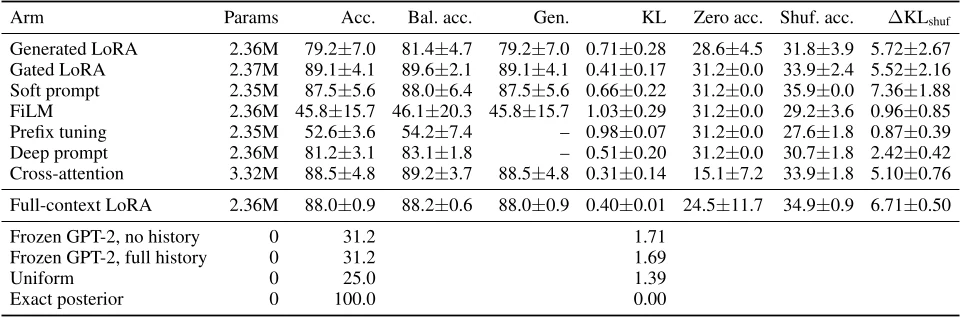 Arm Params Acc. Bal. acc. Gen. KL Zero acc. Shuf. acc. ΔKLshuf
Generated LoRA 2.36M 79.2±7.0 81.4±4.7 79.2±7.0 0.71±0.28 28.6±4.5 31.8±3.9 5.72±2.67
Gated LoRA 2.37M 89.1±4.1 89.6±2.1 89.1±4.1 0.41±0.17 31.2±0.0 33.9±2.4 5.52±2.16
Soft prompt 2.35M 87.5±5.6 88.0±6.4 87.5±5.6 0.66±0.22 31.2±0.0 35.9±0.0 7.36±1.88
FiLM 2.36M 45.8±15.7 46.1±20.3 45.8±15.7 1.03±0.29 31.2±0.0 29.2±3.6 0.96±0.85
Prefix tuning 2.35M 52.6±3.6 54.2±7.4 – 0.98±0.07 31.2±0.0 27.6±1.8 0.87±0.39
Deep prompt 2.36M 81.2±3.1 83.1±1.8 – 0.51±0.20 31.2±0.0 30.7±1.8 2.42±0.42
Cross-attention 3.32M 88.5±4.8 89.2±3.7 88.5±4.8 0.31±0.14 15.1±7.2 33.9±1.8 5.10±0.76
Full-context LoRA 2.36M 88.0±0.9 88.2±0.6 88.0±0.9 0.40±0.01 24.5±11.7 34.9±0.9 6.71±0.50
Frozen GPT-2, no history 0 31.2 1.71
Frozen GPT-2, full history 0 31.2 1.69
Uniform 0 25.0 1.39
Exact posterior 0 100.0 0.00